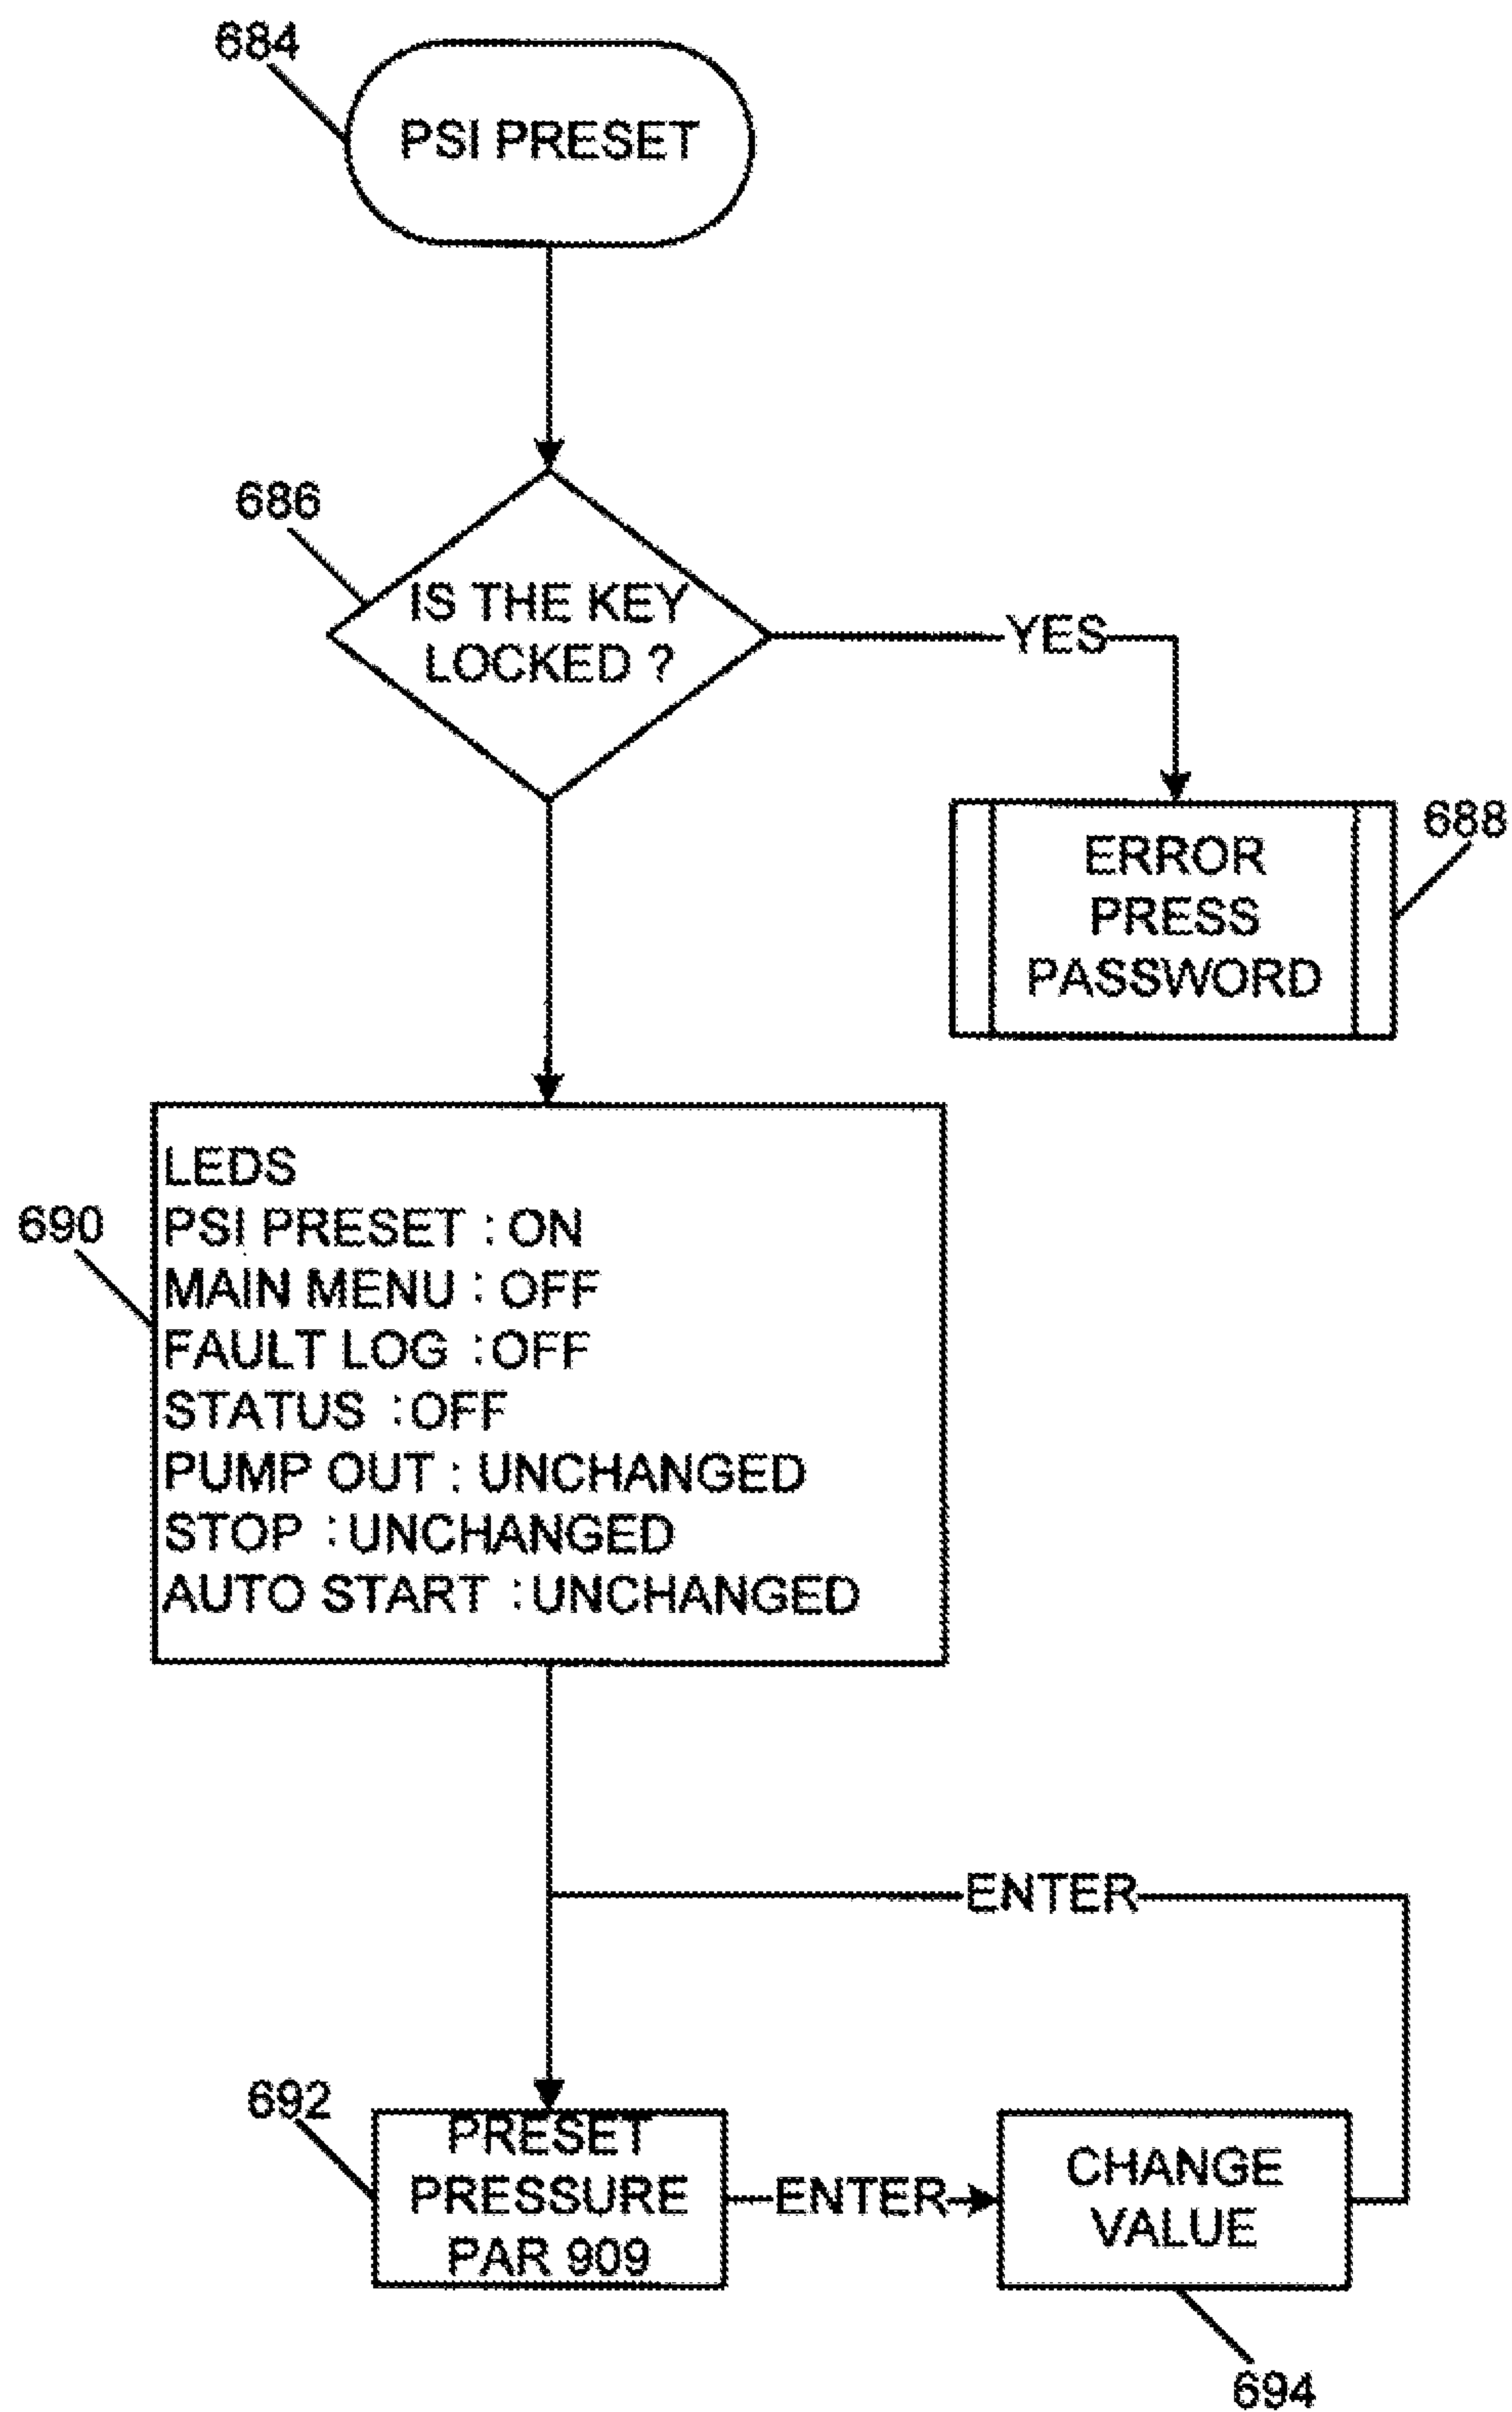 684
PSI PRESET
686
IS THE KEY
LOCKED ?
YES
688
ERROR
PRESS
PASSWORD
690
LEDS
PSI PRESET : ON
MAIN MENU : OFF
FAULT LOG :OFF
STATUS :OFF
PUMP OUT : UNCHANGED
STOP :UNCHANGED
AUTO START :UNCHANGED
ENTER
692
PRESET
PRESSURE
PAR 909
ENTER
CHANGE
VALUE
694